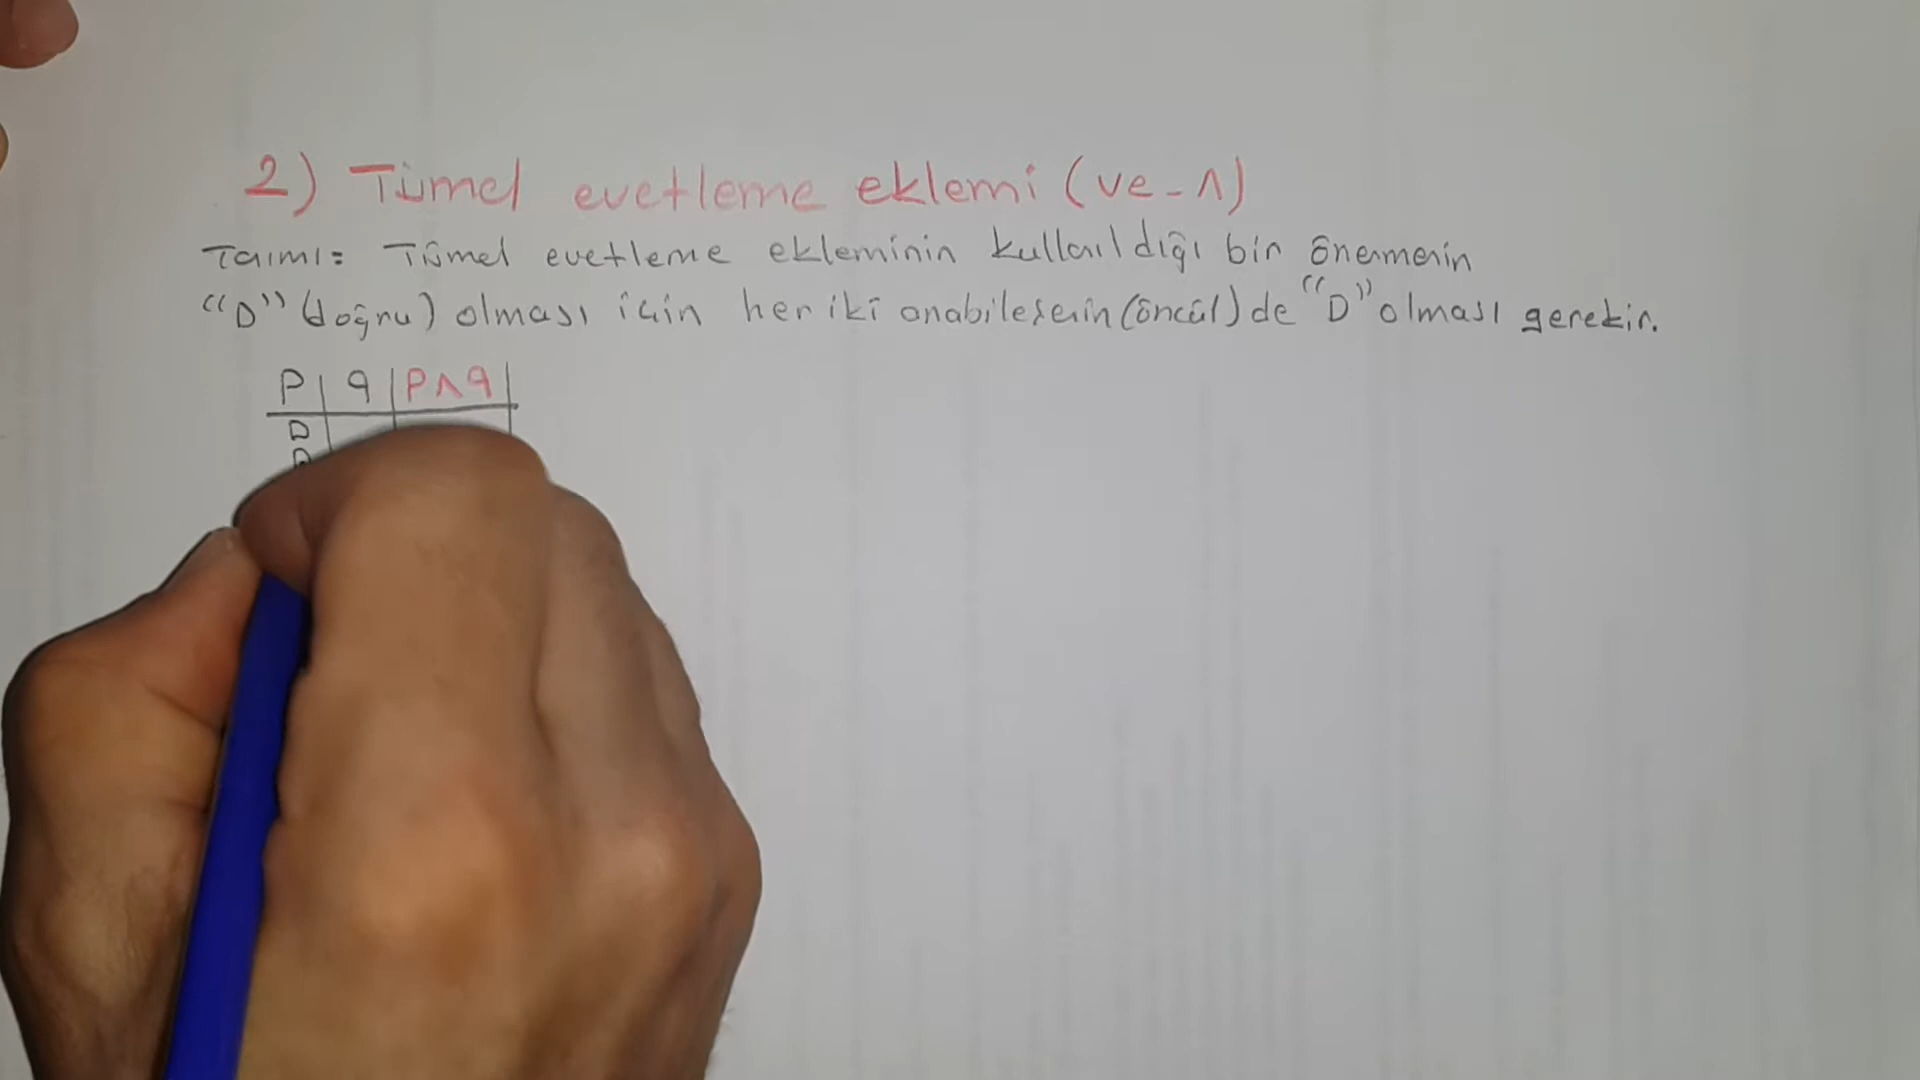 2) Tümel evetleme eklemi (ve - ∧)
Tanımı: Tümel evetleme ekleminin kullanıldığı bir önermenin
"D" (doğru) olması için her iki anabileşenin (öncül) de "D" olması gerekir.
P | q | P ∧ q |
D
D